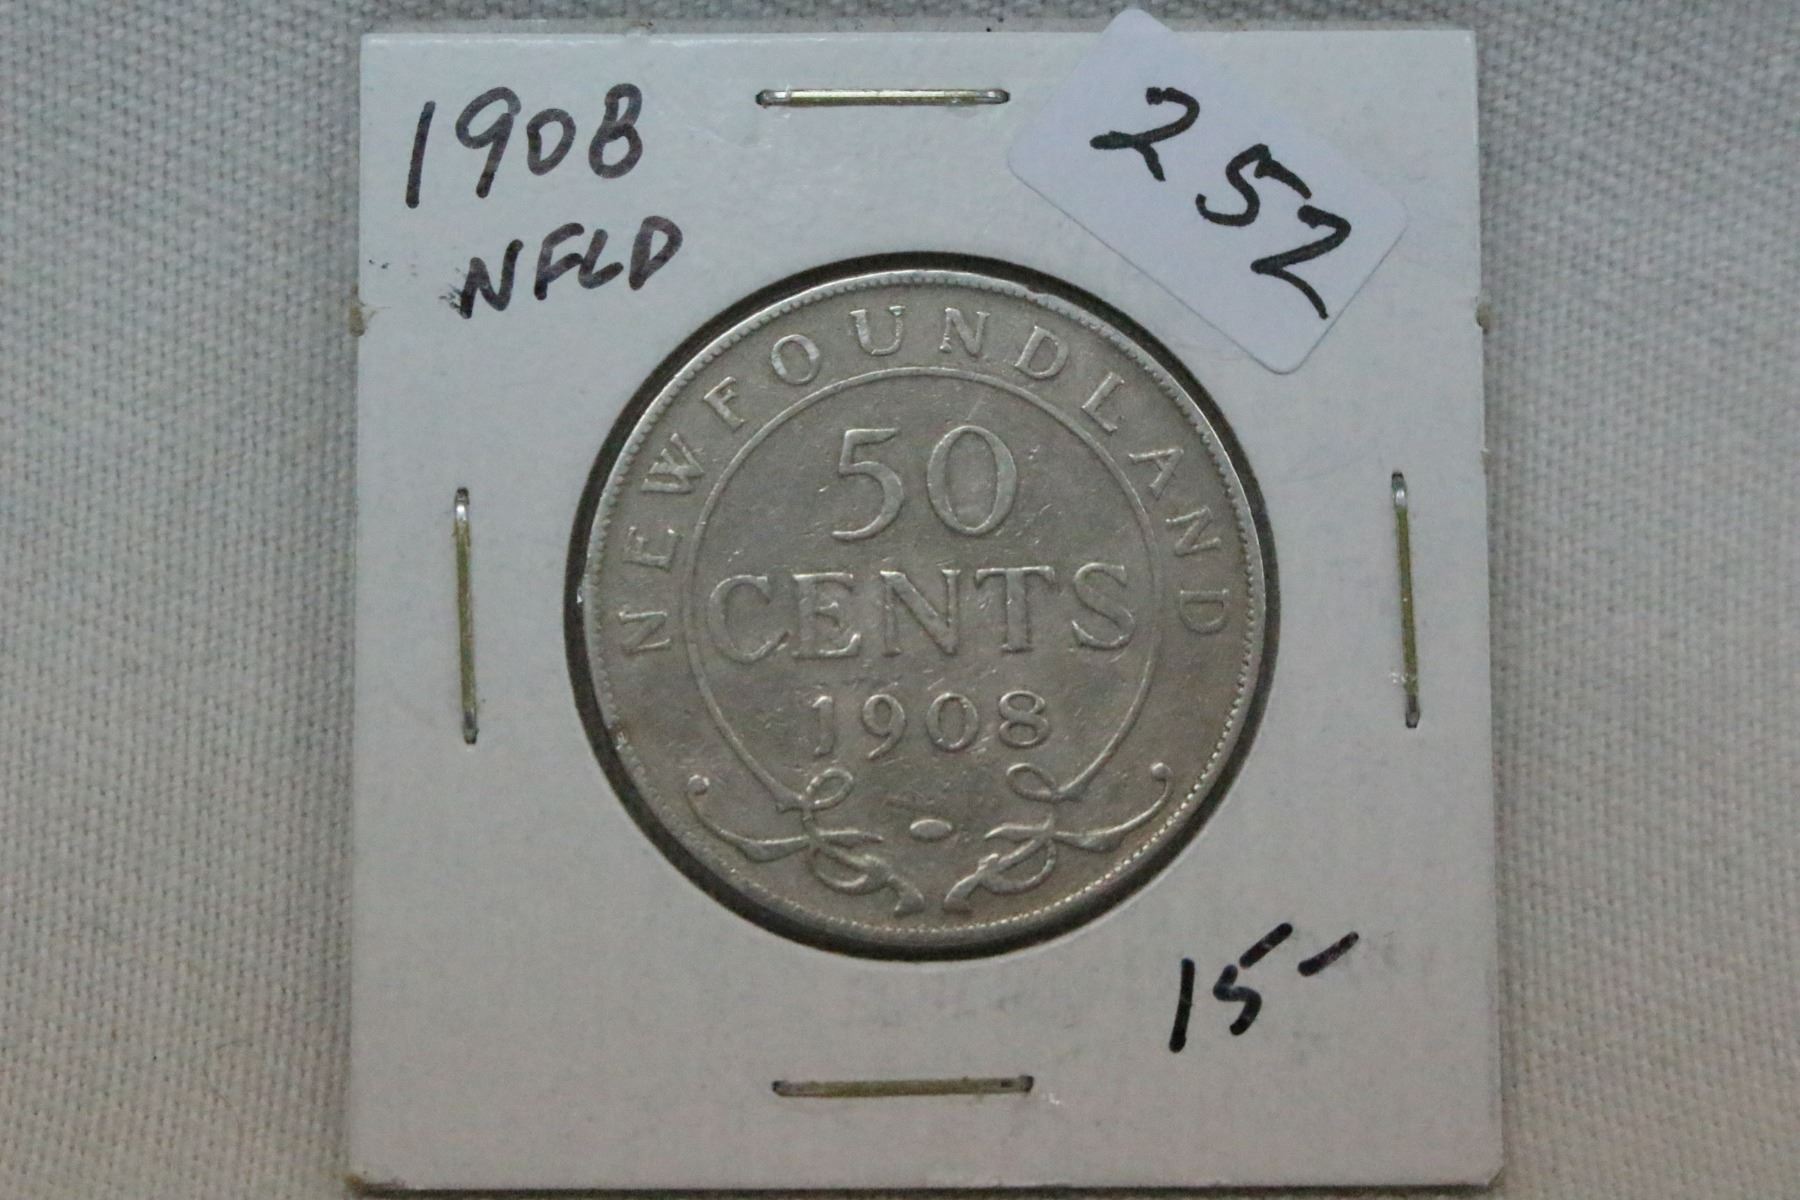 1908
NFLD
252
NEWFOUNDLAND
50
CENTS
1908
15-